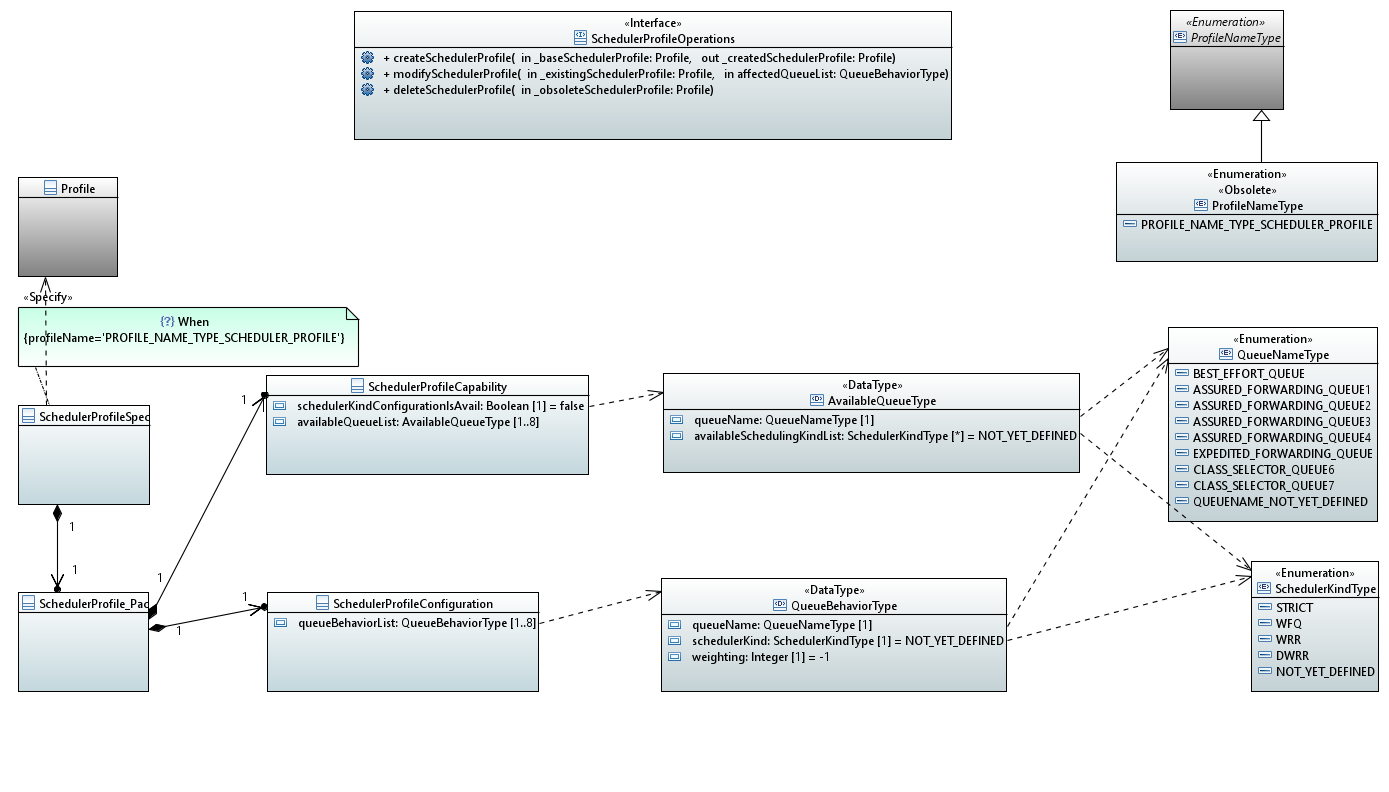 «Interface»
SchedulerProfileOperations
+ createSchedulerProfile( in _baseSchedulerProfile: Profile, out _createdSchedulerProfile: Profile)
+ modifySchedulerProfile( in _existingSchedulerProfile: Profile, in affectedQueueList: QueueBehaviorType)
+ deleteSchedulerProfile( in _obsoleteSchedulerProfile: Profile)
«Enumeration»
ProfileNameType
«Enumeration»
«Obsolete»
ProfileNameType
PROFILE_NAME_TYPE_SCHEDULER_PROFILE
Profile
«Specify»
{?} When
{profileName='PROFILE_NAME_TYPE_SCHEDULER_PROFILE'}
SchedulerProfileSpec
1
1
SchedulerProfile_Pac
1
1
1
1
SchedulerProfileCapability
schedulerKindConfigurationIsAvail: Boolean [1] = false
availableQueueList: AvailableQueueType [1..8]
SchedulerProfileConfiguration
queueBehaviorList: QueueBehaviorType [1..8]
«DataType»
AvailableQueueType
queueName: QueueNameType [1]
availableSchedulingKindList: SchedulerKindType [*] = NOT_YET_DEFINED
«DataType»
QueueBehaviorType
queueName: QueueNameType [1]
schedulerKind: SchedulerKindType [1] = NOT_YET_DEFINED
weighting: Integer [1] = -1
«Enumeration»
QueueNameType
BEST_EFFORT_QUEUE
ASSURED_FORWARDING_QUEUE1
ASSURED_FORWARDING_QUEUE2
ASSURED_FORWARDING_QUEUE3
ASSURED_FORWARDING_QUEUE4
EXPEDITED_FORWARDING_QUEUE
CLASS_SELECTOR_QUEUE6
CLASS_SELECTOR_QUEUE7
QUEUENAME_NOT_YET_DEFINED
«Enumeration»
SchedulerKindType
STRICT
WFQ
WRR
DWRR
NOT_YET_DEFINED